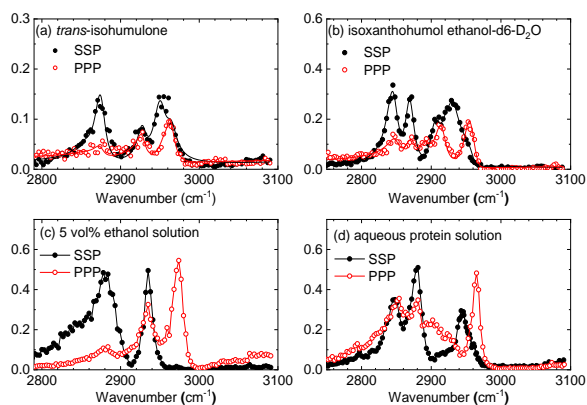 (a) trans-isohumulone
SSP
PPP
0.3
0.2
0.1
0.0
2800 2900 3000 3100
Wavenumber (cm⁻¹)
(b) isoxanthohumol ethanol-d6-D₂O
SSP
PPP
0.6
0.4
0.2
0.0
2800 2900 3000 3100
Wavenumber (cm⁻¹)
(c) 5 vol% ethanol solution
SSP
PPP
0.6
0.4
0.2
0.0
2800 2900 3000 3100
Wavenumber (cm⁻¹)
(d) aqueous protein solution
SSP
PPP
0.6
0.4
0.2
0.0
2800 2900 3000 3100
Wavenumber (cm⁻¹)